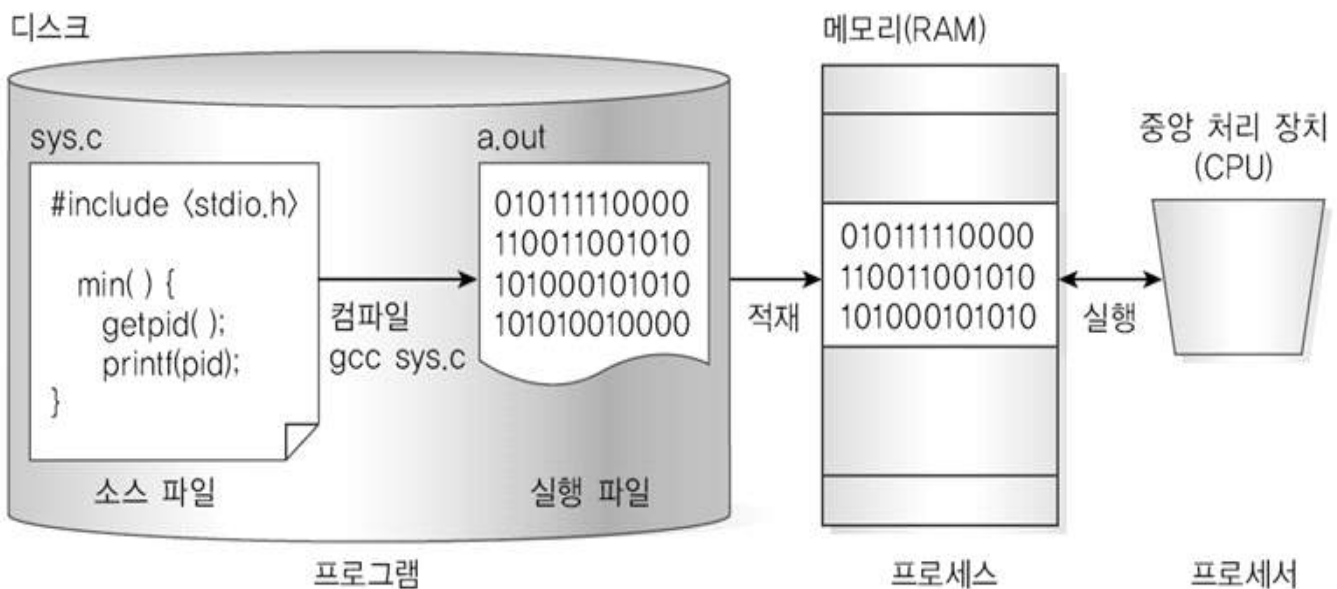 디스크
sys.c
#include <stdio.h>
min( ) {
getpid( );
printf(pid);
}
소스 파일
컴파일
gcc sys.c
a.out
010111110000
110011001010
101000101010
101010010000
실행 파일
프로그램
적재
메모리(RAM)
010111110000
110011001010
101000101010
프로세스
실행
중앙 처리 장치
(CPU)
프로세서